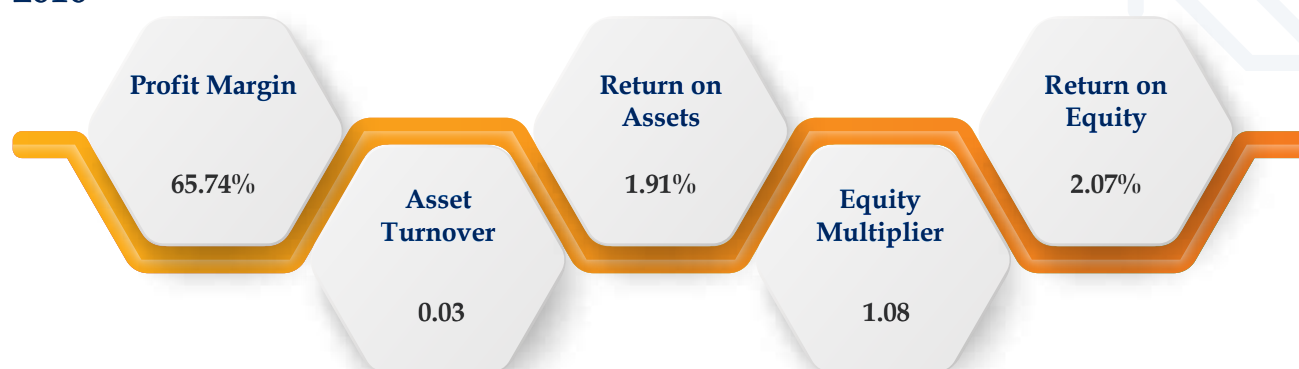 Profit Margin
65.74%
Asset
Turnover
0.03
Return on
Assets
1.91%
Equity
Multiplier
1.08
Return on
Equity
2.07%